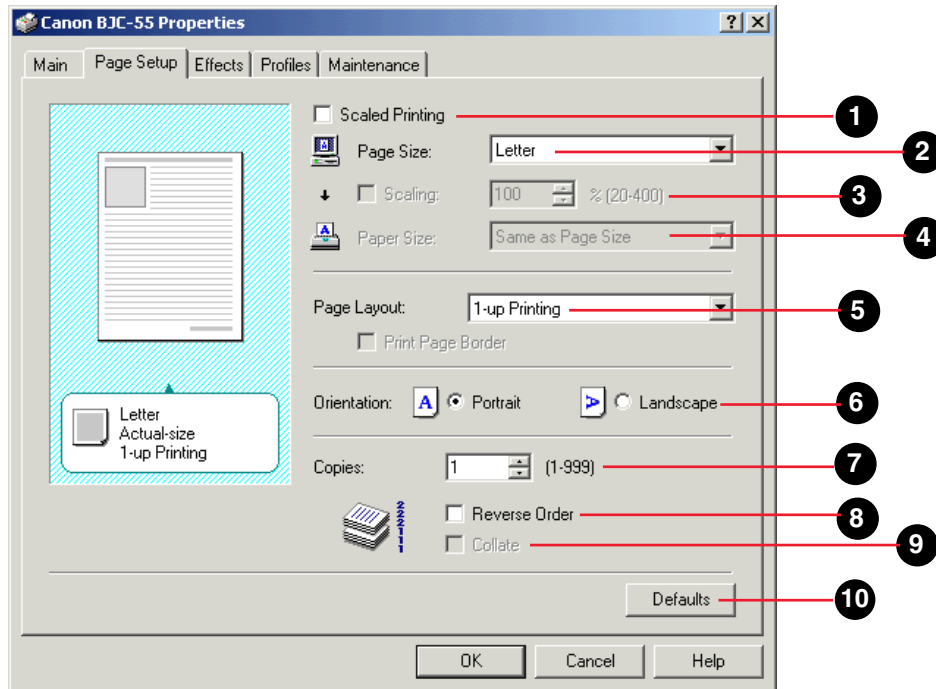 Canon BJC-55 Properties
Main Page Setup Effects Profiles Maintenance
Scaled Printing 1
Page Size: Letter 2
Scaling: 100 % (20-400) 3
Paper Size: Same as Page Size 4
Page Layout: 1-up Printing 5
Print Page Border
Orientation: A Portrait A Landscape 6
Letter
Actual-size
1-up Printing
Copies: 1 (1-999) 7
Reverse Order 8
Collate 9
Defaults 10
OK Cancel Help